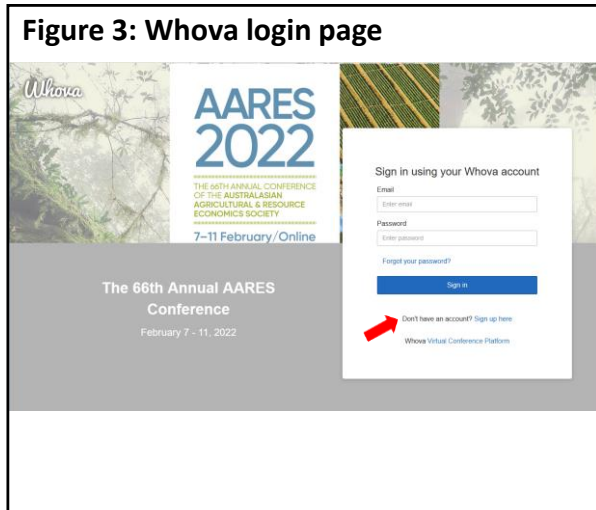 Figure 3: Whova login page
Whova
AARES
2022
THE 66TH ANNUAL CONFERENCE
OF THE AUSTRALASIAN
AGRICULTURAL & RESOURCE
ECONOMICS SOCIETY
7–11 February/Online
The 66th Annual AARES
Conference
February 7 - 11, 2022
Sign in using your Whova account
Email
Enter email
Password
Enter password
Forgot your password?
Sign in
Don't have an account? Sign up here
Whova Virtual Conference Platform